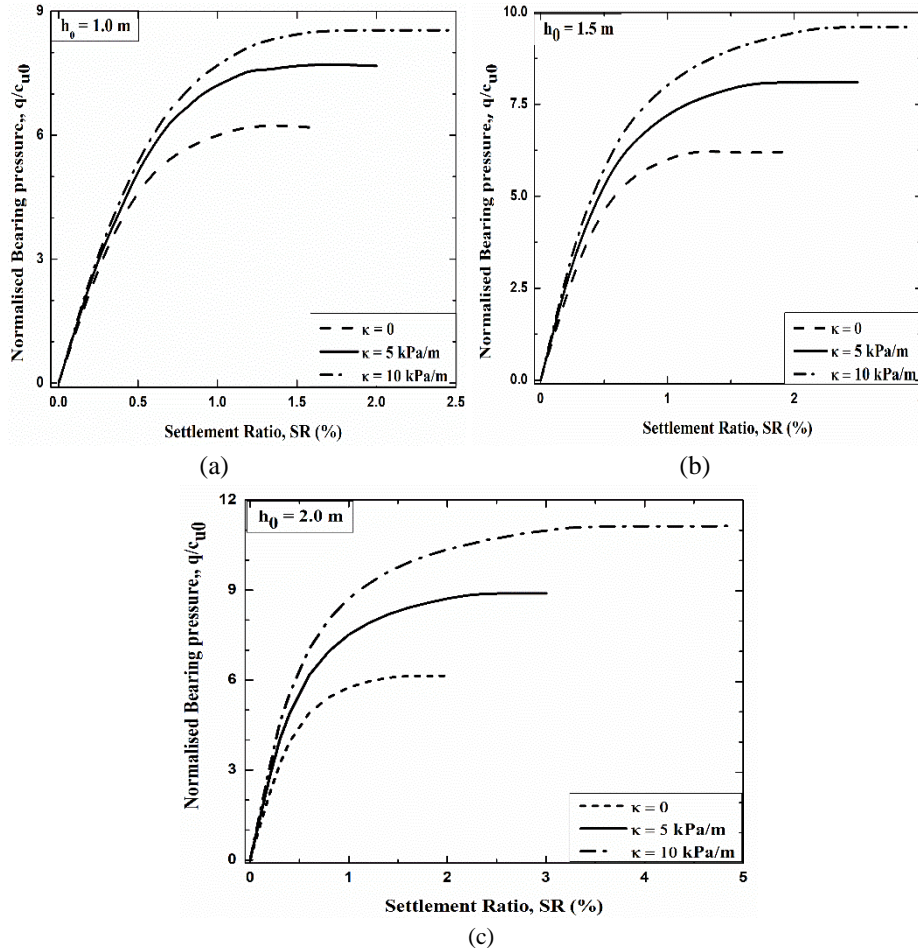 h₀ = 1.0 m
Normalised Bearing pressure,, q/c_u0
9
6
3
0
0.0 0.5 1.0 1.5 2.0 2.5
Settlement Ratio, SR (%)
κ = 0
κ = 5 kPa/m
κ = 10 kPa/m
(a)
h0 = 1.5 m
Normalised Bearing pressure, q/c_u0
10.0
7.5
5.0
2.5
0.0
0 1 2
Settlement Ratio, SR (%)
κ = 0
κ = 5 kPa/m
κ = 10 kPa/m
(b)
h0 = 2.0 m
Normalised Bearing pressure,, q/c_u0
12
9
6
3
0
0 1 2 3 4 5
Settlement Ratio, SR (%)
κ = 0
κ = 5 kPa/m
κ = 10 kPa/m
(c)